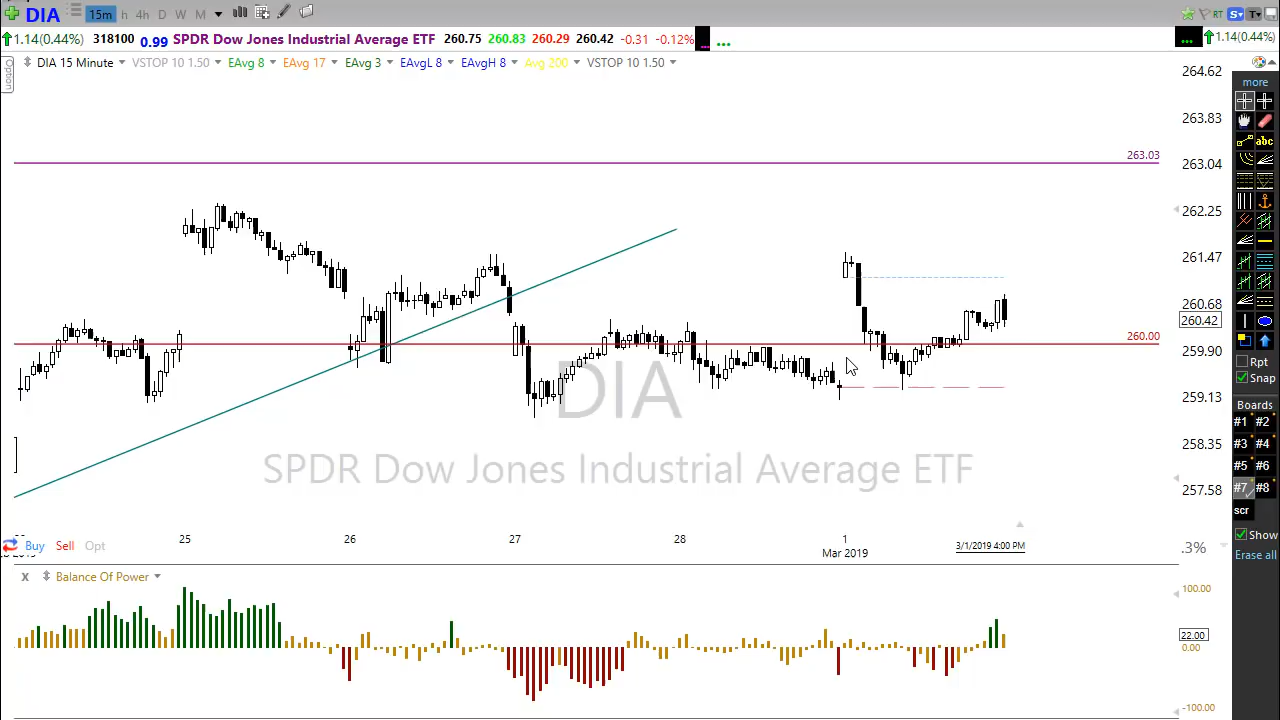 DIA 15m h 4h D W M RT S T
1.14(0.44%) 318100 0.99 SPDR Dow Jones Industrial Average ETF 260.75 260.83 260.29 260.42 -0.31 -0.12% ... ... 1.14(0.44%)
Option
DIA 15 Minute VSTOP 10 1.50 EAvg 8 EAvg 17 EAvg 3 EAvgL 8 EAvgH 8 Avg 200 VSTOP 10 1.50
264.62
more
263.83
abc
263.03
263.04
262.25
261.47
260.68
260.42
260.00
259.90
Rpt
Snap
DIA
259.13
Boards
#1 #2
258.35
#3 #4
SPDR Dow Jones Industrial Average ETF
#5 #6
257.58
#7 #8
scr
25 26 27 28 1
Show
Buy Sell Opt
Mar 2019
3/1/2019 4:00 PM
.3%
Erase all
X Balance Of Power
100.00
22.00
0.00
-100.00